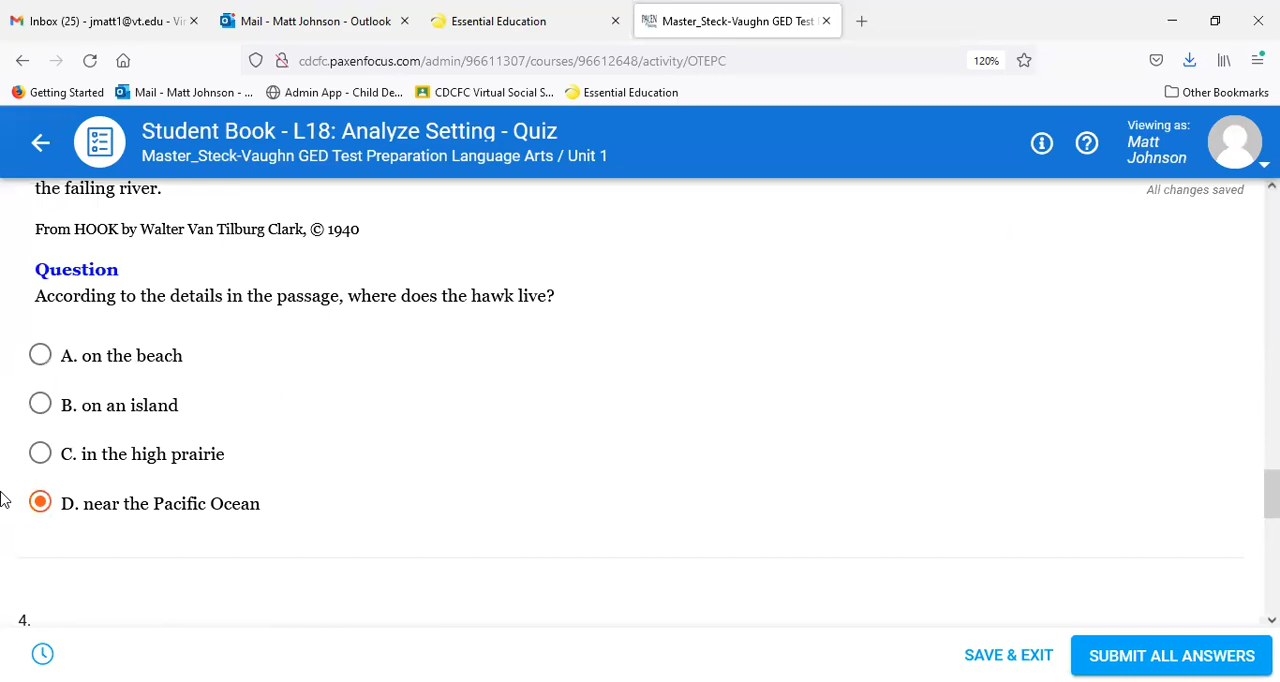 Inbox (25) - jmatt1@vt.edu - Vir
Mail - Matt Johnson - Outlook
Essential Education
PAXEN
Master_Steck-Vaughn GED Test
cdcfc.paxenfocus.com/admin/96611307/courses/96612648/activity/OTEPC
120%
Getting Started
Mail - Matt Johnson - ...
Admin App - Child De...
CDCFC Virtual Social S...
Essential Education
Other Bookmarks
Student Book - L18: Analyze Setting - Quiz
Master_Steck-Vaughn GED Test Preparation Language Arts / Unit 1
Viewing as:
Matt
Johnson
the failing river.
All changes saved
From HOOK by Walter Van Tilburg Clark, © 1940
Question
According to the details in the passage, where does the hawk live?
A. on the beach
B. on an island
C. in the high prairie
D. near the Pacific Ocean
4.
SAVE & EXIT
SUBMIT ALL ANSWERS